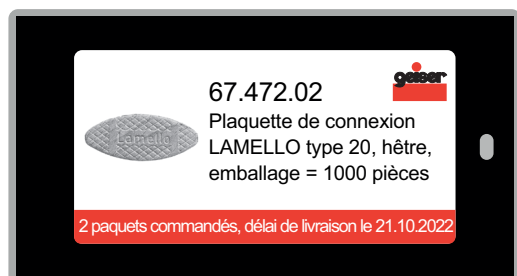 geiser
67.472.02
Plaquette de connexion
LAMELLO type 20, hêtre,
emballage = 1000 pièces
Lamello
2 paquets commandés, délai de livraison le 21.10.2022